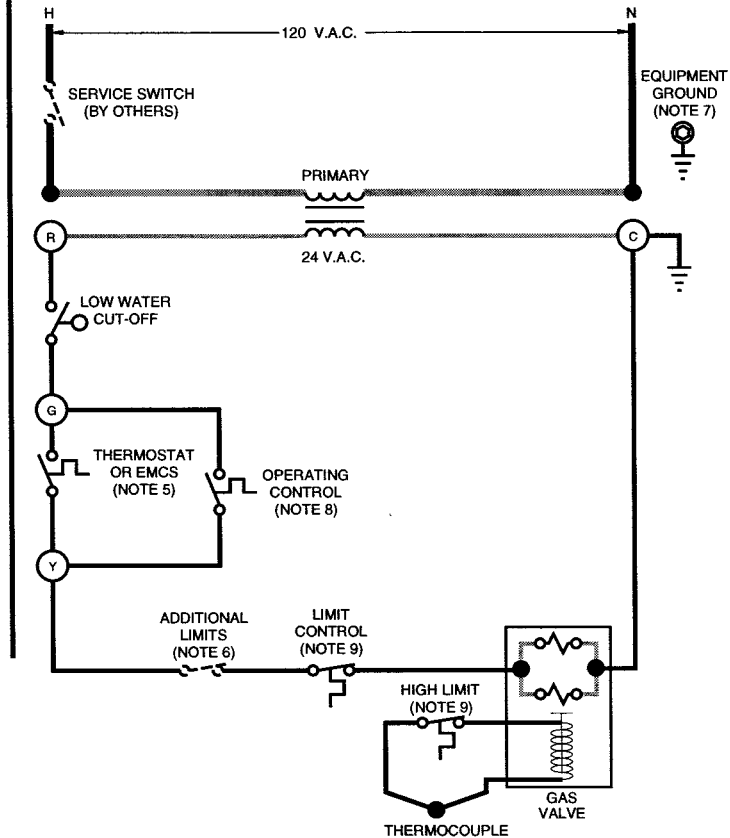 H
N
120 V.A.C.
SERVICE SWITCH
(BY OTHERS)
EQUIPMENT
GROUND
(NOTE 7)
PRIMARY
R
C
24 V.A.C.
LOW WATER
CUT-OFF
G
THERMOSTAT
OR EMCS
(NOTE 5)
OPERATING
CONTROL
(NOTE 8)
Y
ADDITIONAL
LIMITS
(NOTE 6)
LIMIT
CONTROL
(NOTE 9)
HIGH LIMIT
(NOTE 9)
GAS
VALVE
THERMOCOUPLE